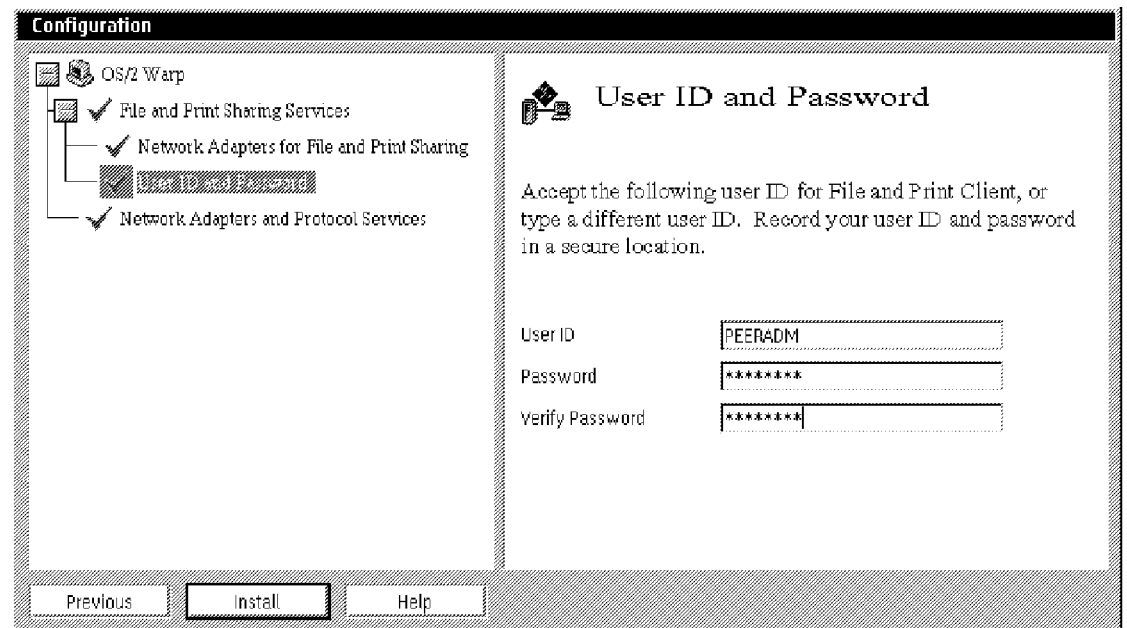 Configuration
OS/2 Warp
File and Print Sharing Services
Network Adapters for File and Print Sharing
User ID and Password
Network Adapters and Protocol Services
User ID and Password
Accept the following user ID for File and Print Client, or
type a different user ID. Record your user ID and password
in a secure location.
User ID PEERADM
Password ********
Verify Password ********
Previous Install Help